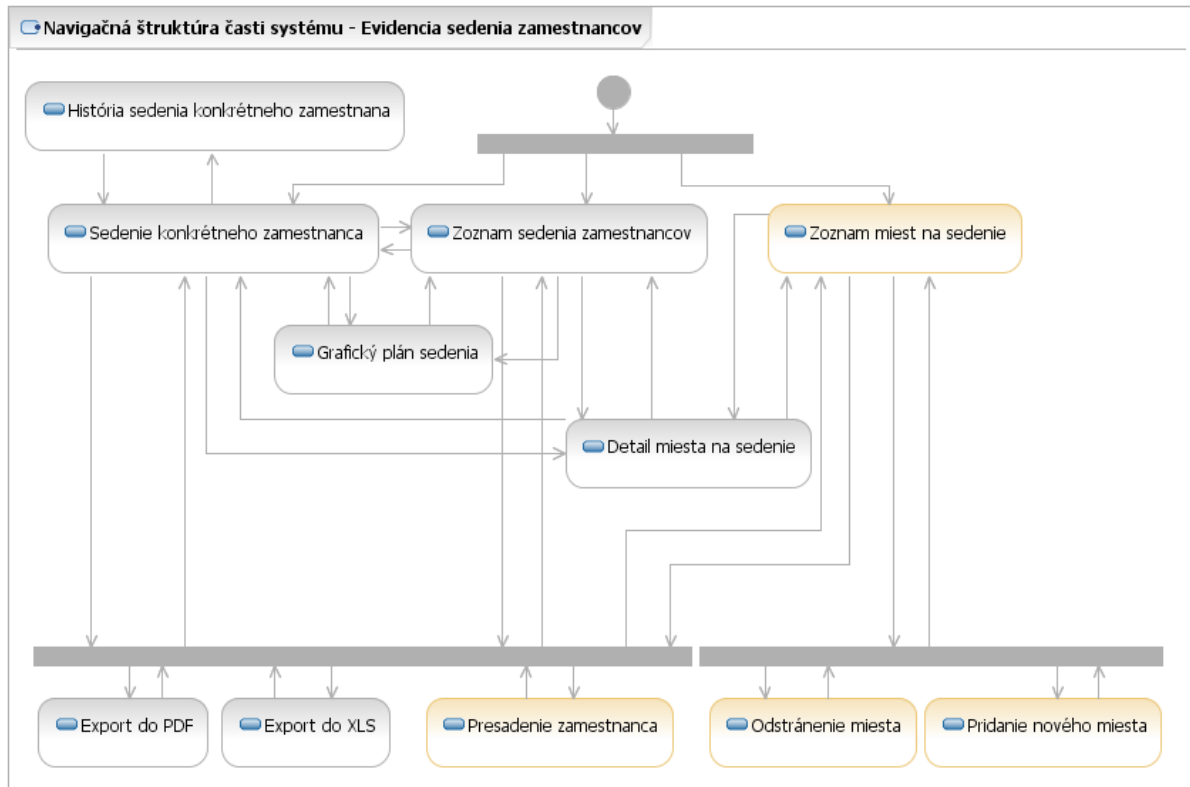 Navigačná štruktúra časti systému - Evidencia sedenia zamestnancov
História sedenia konkrétneho zamestnana
Sedenie konkrétneho zamestnanca
Zoznam sedenia zamestnancov
Zoznam miest na sedenie
Grafický plán sedenia
Detail miesta na sedenie
Export do PDF
Export do XLS
Presadenie zamestnanca
Odstránenie miesta
Pridanie nového miesta